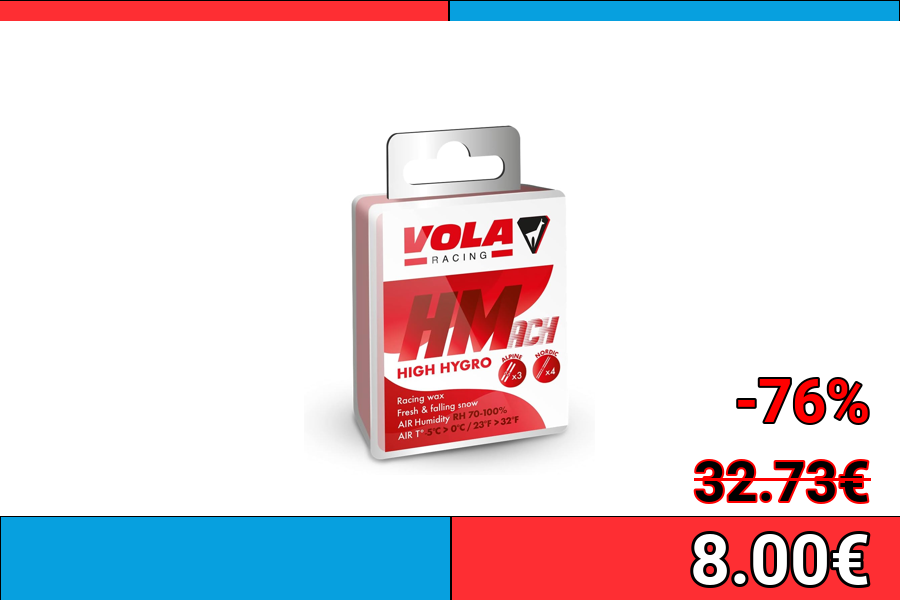 VOLA
RACING
HMACH
HIGH HYGRO
ALPINE
x3
NORDIC
x4
Racing wax
Fresh & falling snow
AIR Humidity RH 70-100%
AIR T° -5°C > 0°C / 23°F > 32°F
-76%
32.73€
8.00€